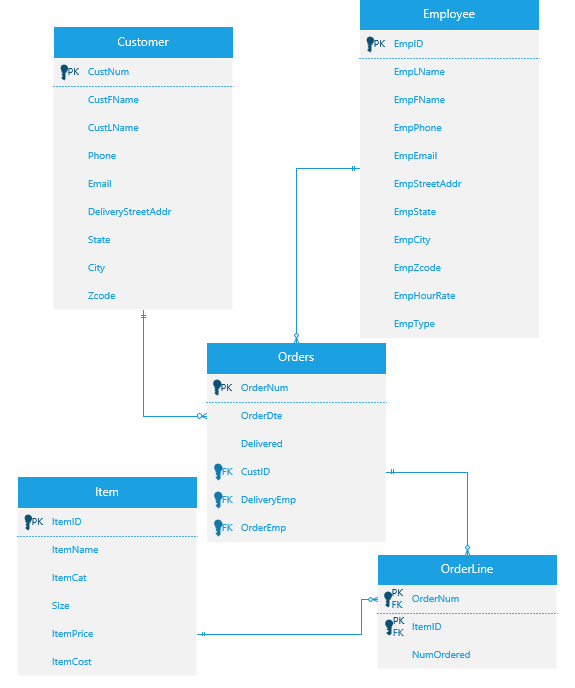 Customer
PK CustNum
CustFName
CustLName
Phone
Email
DeliveryStreetAddr
State
City
Zcode
Employee
PK EmpID
EmpLName
EmpFName
EmpPhone
EmpEmail
EmpStreetAddr
EmpState
EmpCity
EmpZcode
EmpHourRate
EmpType
Orders
PK OrderNum
OrderDte
Delivered
FK CustID
FK DeliveryEmp
FK OrderEmp
Item
PK ItemID
ItemName
ItemCat
Size
ItemPrice
ItemCost
OrderLine
PK
FK OrderNum
PK
FK ItemID
NumOrdered